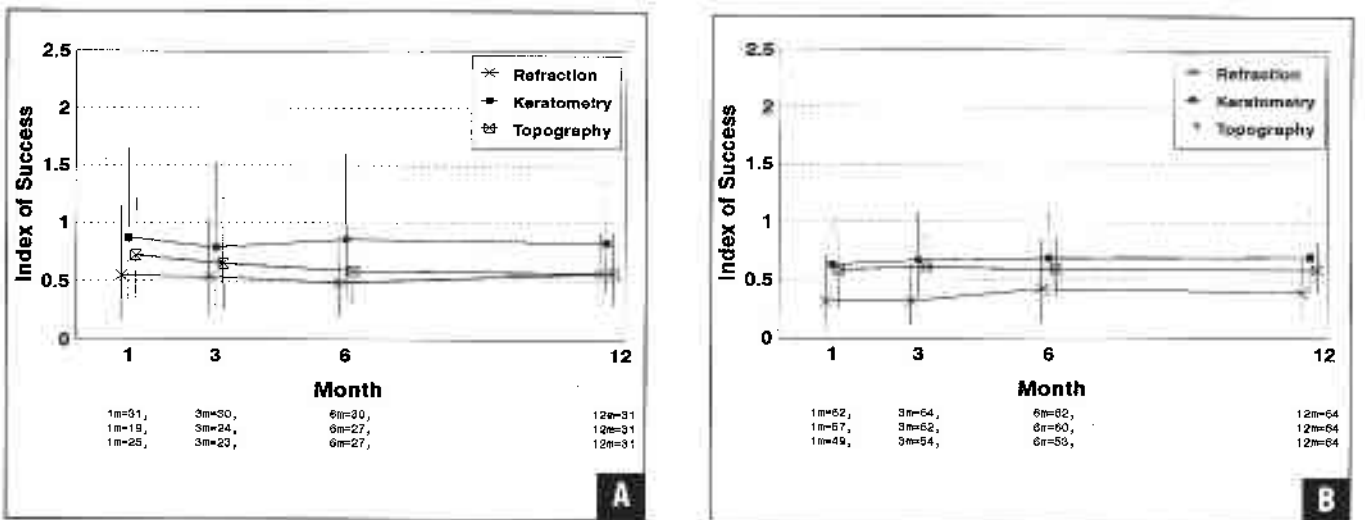 2.5
2
1.5
1
0.5
0
Index of Success
Refraction
Keratometry
Topography
1 3 6 12
Month
1m=31, 3m=30, 6m=30, 12m=31
1m=19, 3m=24, 6m=27, 12m=31
1m=25, 3m=23, 6m=27, 12m=31
A
2.5
2
1.5
1
0.5
0
Index of Success
Refraction
Keratometry
Topography
1 3 6 12
Month
1m=62, 3m=64, 6m=62, 12m=64
1m=57, 3m=62, 6m=60, 12m=64
1m=49, 3m=54, 6m=53, 12m=64
B